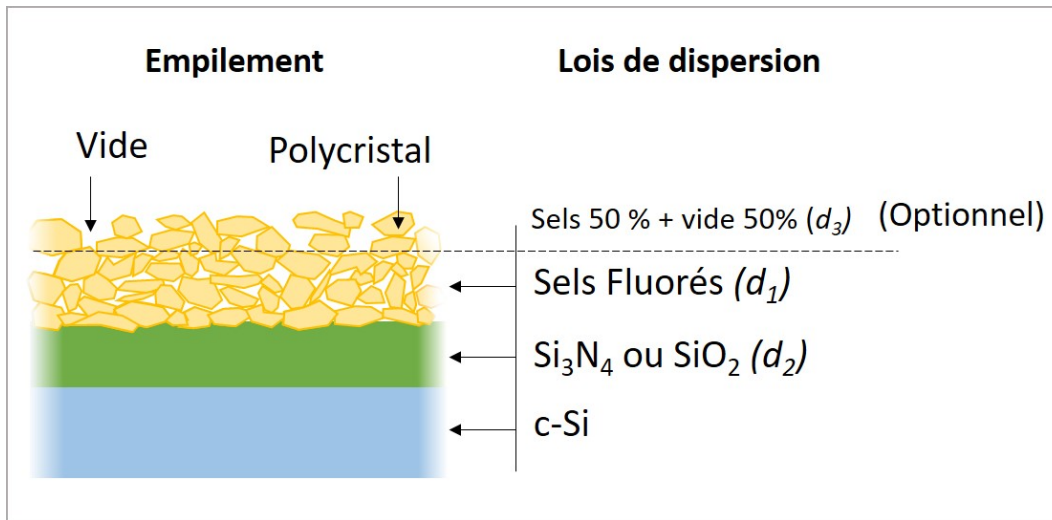 Empilement
Lois de dispersion
Vide
Polycristal
Sels 50 % + vide 50% (d₃)
(Optionnel)
Sels Fluorés (d₁)
Si₃N₄ ou SiO₂ (d₂)
c-Si